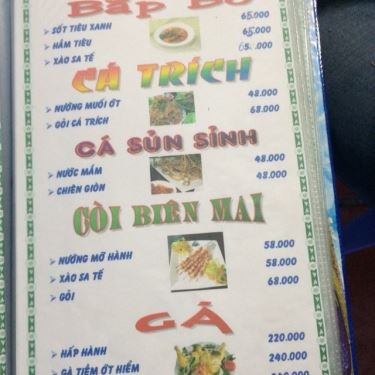 Bắp Bò
➢ SỐT TIÊU XANH 65.000
➢ HẦM TIÊU 65.000
➢ XÀO SA TẾ 65.000
CÁ TRÍCH
➢ NƯỚNG MUỐI ỚT 48.000
➢ GỎI CÁ TRÍCH 68.000
CÁ SỦN SỈNH
➢ NƯỚC MẮM 48.000
➢ CHIÊN GIÒN 48.000
CÒI BIÊN MAI
➢ NƯỚNG MỠ HÀNH 58.000
➢ XÀO SA TẾ 58.000
➢ GỎI 68.000
GÀ
➢ HẤP HÀNH 220.000
➢ GÀ TIỀM ỚT HIỂM 240.000